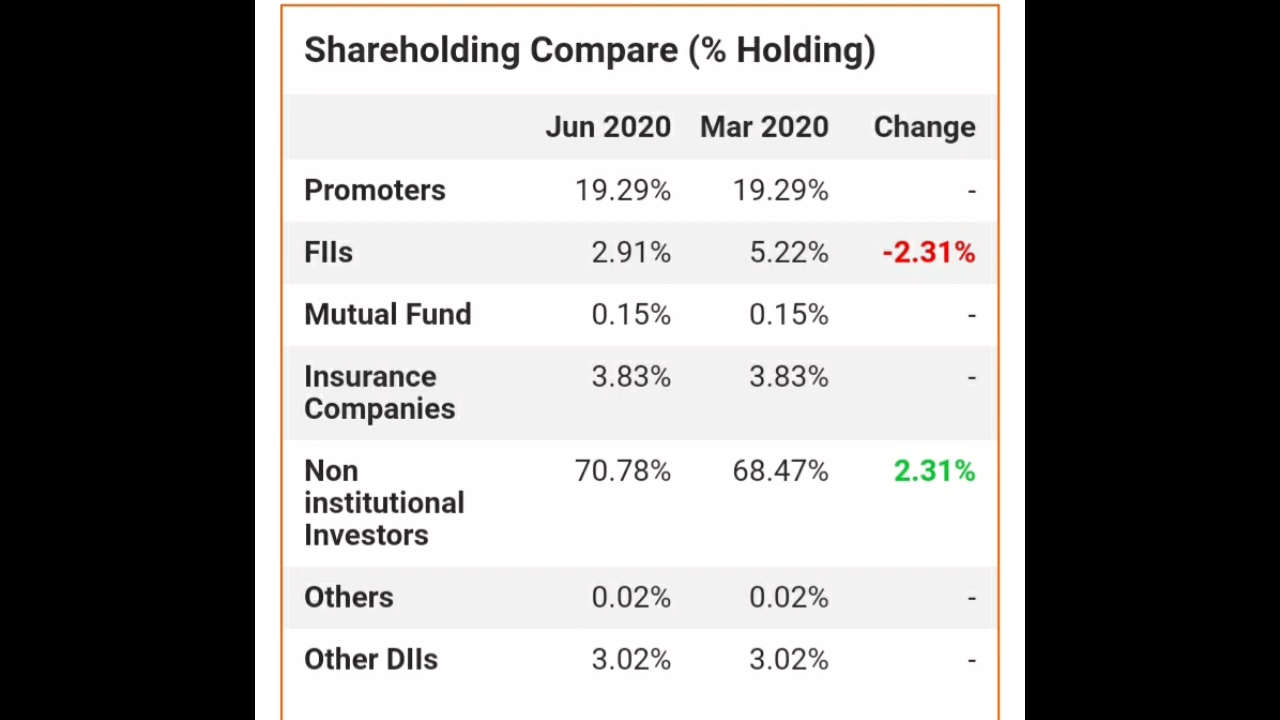 Shareholding Compare (% Holding)
Jun 2020 Mar 2020 Change
Promoters 19.29% 19.29% -
FIIs 2.91% 5.22% -2.31%
Mutual Fund 0.15% 0.15% -
Insurance 3.83% 3.83% -
Companies
Non 70.78% 68.47% 2.31%
institutional
Investors
Others 0.02% 0.02% -
Other DIIs 3.02% 3.02% -